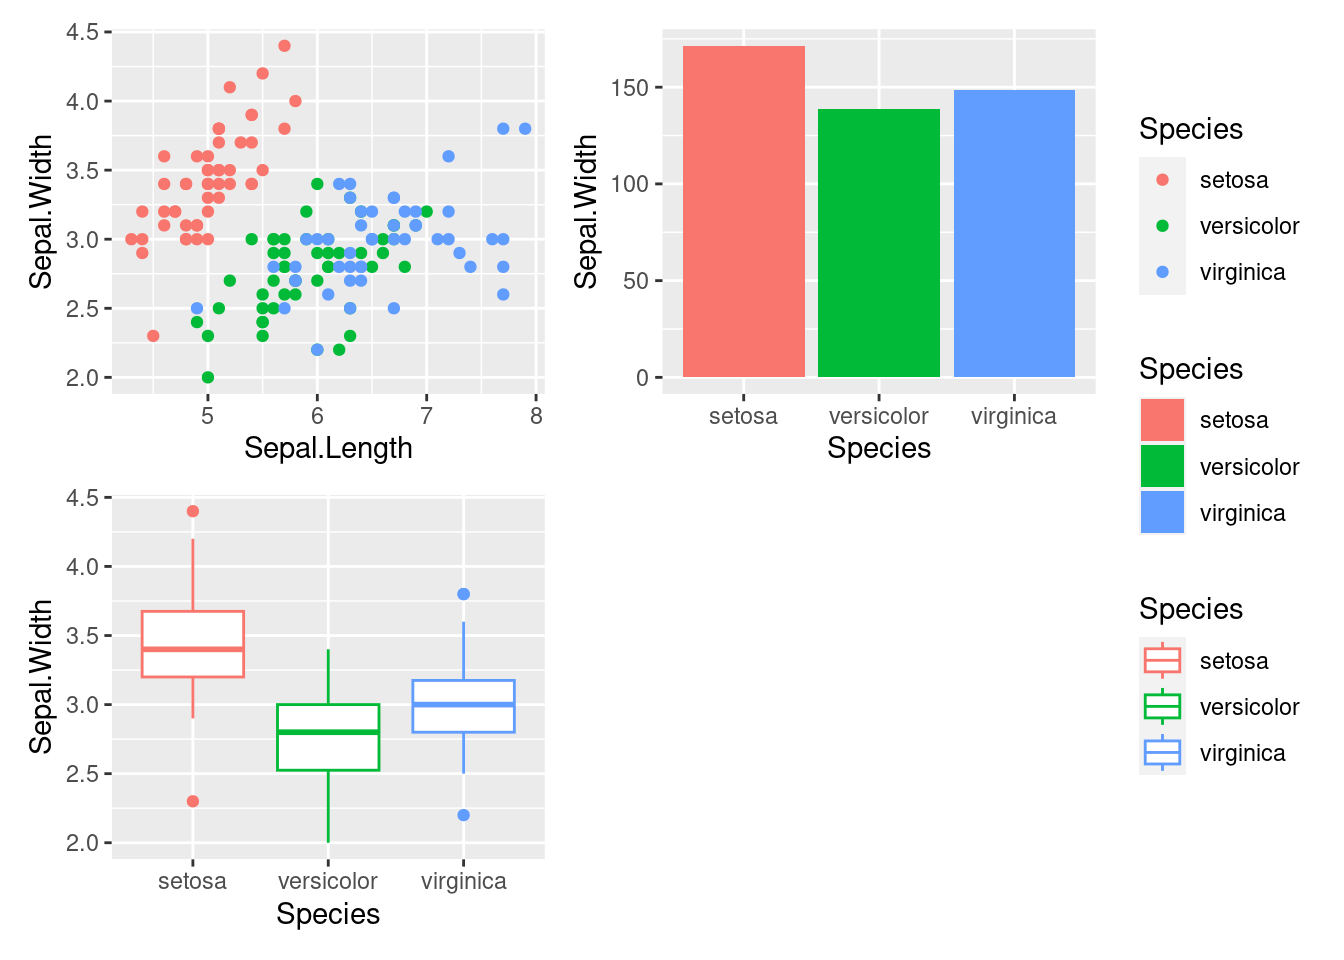 4.5
4.0
3.5
3.0
2.5
2.0
Sepal.Width
5 6 7 8
Sepal.Length
150
100
50
0
Sepal.Width
setosa versicolor virginica
Species
Species
setosa
versicolor
virginica
Species
setosa
versicolor
virginica
Species
setosa
versicolor
virginica
4.5
4.0
3.5
3.0
2.5
2.0
Sepal.Width
setosa versicolor virginica
Species